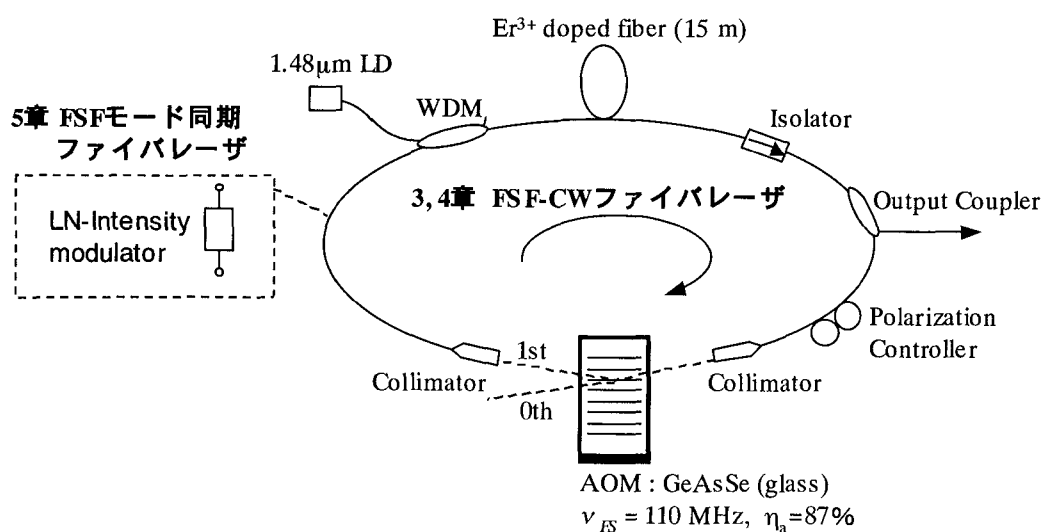 Er³⁺ doped fiber (15 m)
1.48μm LD
WDM
Isolator
5章 FSFモード同期
ファイバレーザ
3, 4章 FSF-CWファイバレーザ
Output Coupler
LN-Intensity
modulator
Polarization
Controller
1st
Collimator
Collimator
0th
AOM : GeAsSe (glass)
ν_FS = 110 MHz, η_a=87%